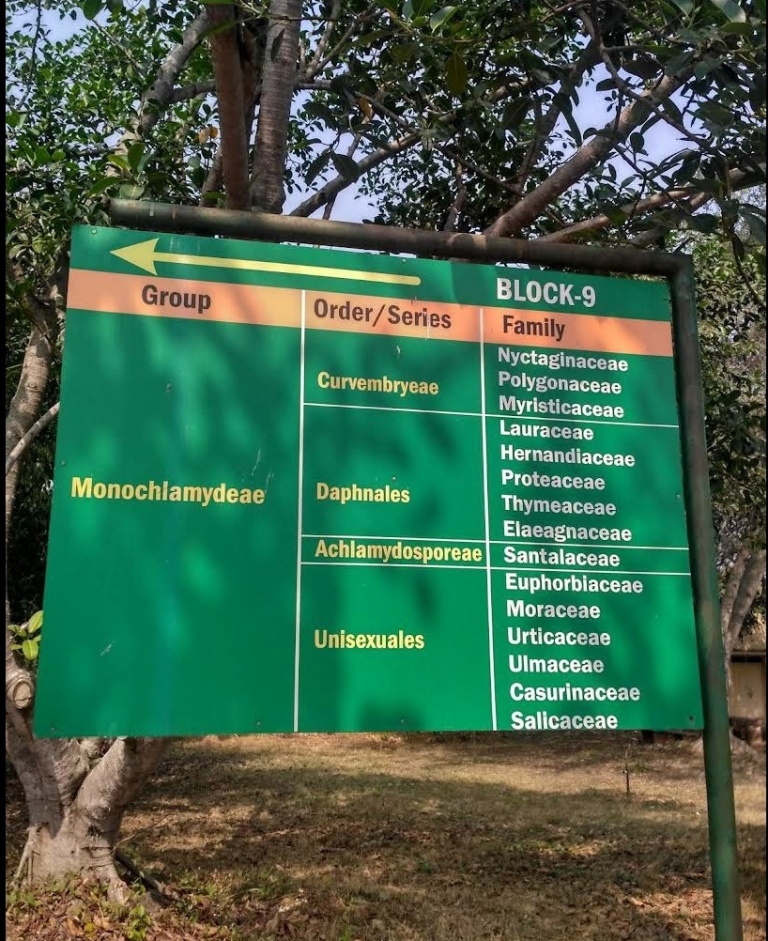 BLOCK-9
Group Order/Series Family
Monochlamydeae
Curvembryeae
Nyctaginaceae
Polygonaceae
Myristicaceae
Daphnales
Lauraceae
Hernandiaceae
Proteaceae
Thymeaceae
Elaeagnaceae
Achlamydosporeae
Santalaceae
Unisexuales
Euphorbiaceae
Moraceae
Urticaceae
Ulmaceae
Casurinaceae
Salicaceae